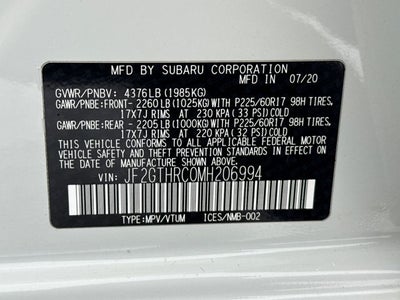 MFD. BY SUBARU CORPORATION
MFD IN 07/20
GVWR/PNBV: 4376LB (1985KG)
GAWR/PNBE: FRONT- 2260LB (1025KG) WITH P225/60R17 98H TIRES,
17X7J RIMS AT 230 KPA (33 PSI) COLD
GAWR/PNBE: REAR - 2205LB (1000KG) WITH P225/60R17 98H TIRES,
17X7J RIMS AT 220 KPA (32 PSI) COLD
THIS VEHICLE CONFORMS TO ALL APPLICABLE FEDERAL MOTOR
VEHICLE SAFETY, BUMPER, AND THEFT PREVENTION STANDARDS IN EFFECT ON
THE DATE OF MANUFACTURE SHOWN ABOVE.
VIN: JF2GTHRC0MH206994
TYPE:MPV/VTUM ICES/NMB-002